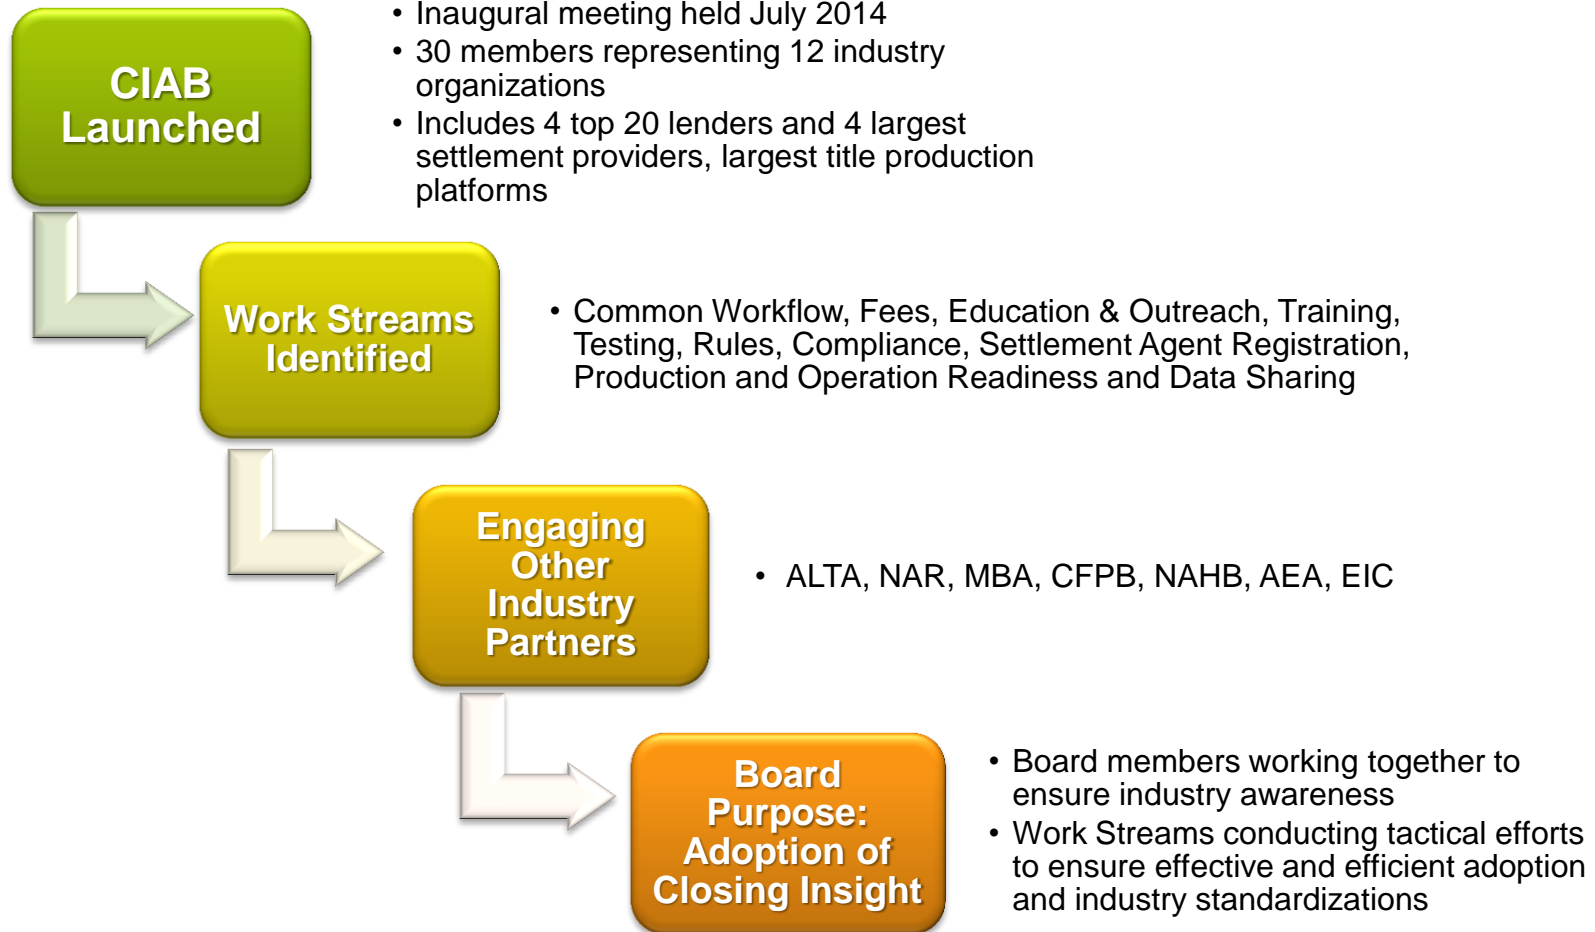 CIAB
Launched
• Inaugural meeting held July 2014
• 30 members representing 12 industry
organizations
• Includes 4 top 20 lenders and 4 largest
settlement providers, largest title production
platforms
Work Streams
Identified
• Common Workflow, Fees, Education & Outreach, Training,
Testing, Rules, Compliance, Settlement Agent Registration,
Production and Operation Readiness and Data Sharing
Engaging
Other
Industry
Partners
• ALTA, NAR, MBA, CFPB, NAHB, AEA, EIC
Board
Purpose:
Adoption of
Closing Insight
• Board members working together to
ensure industry awareness
• Work Streams conducting tactical efforts
to ensure effective and efficient adoption
and industry standardizations